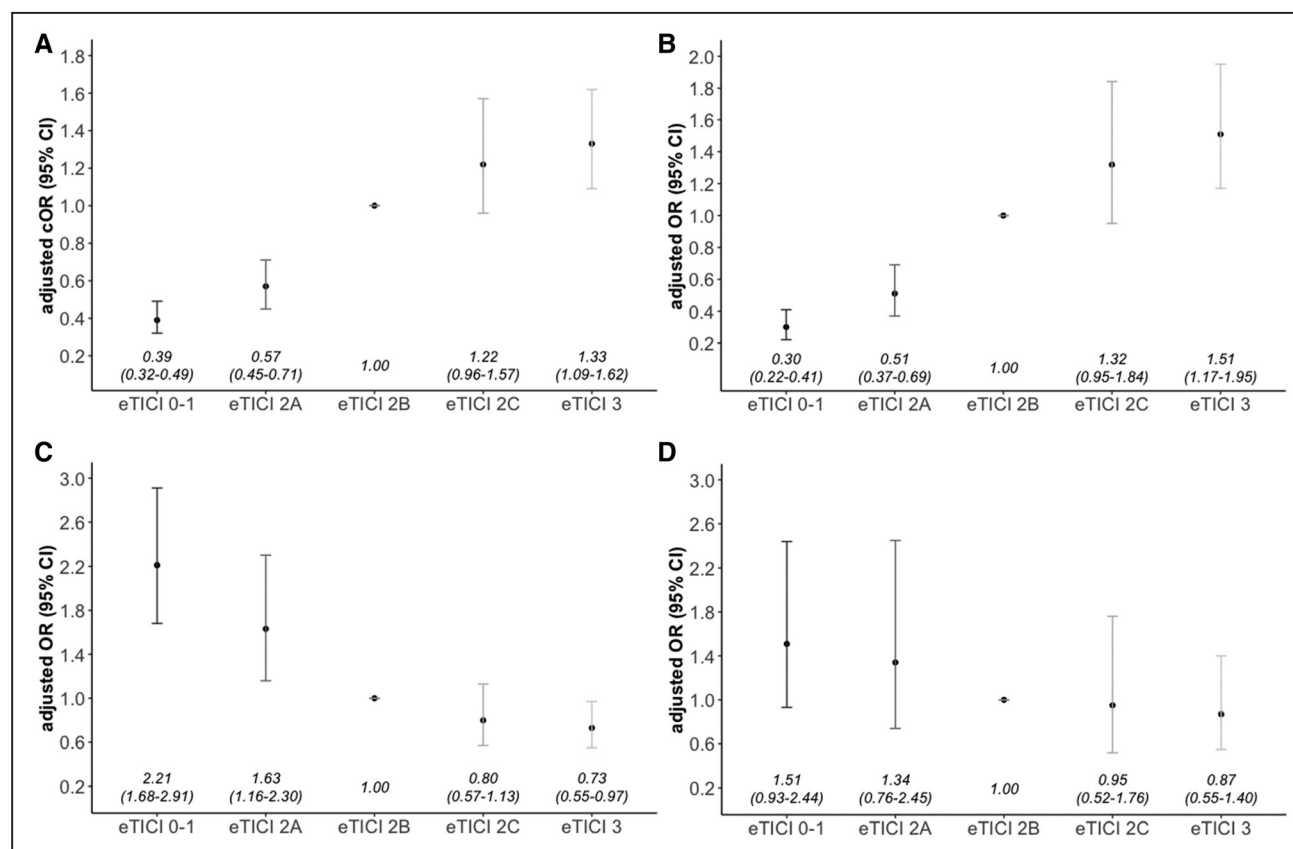 A
adjusted cOR (95% CI)
1.8
1.6
1.4
1.2
1.0
0.8
0.6
0.4
0.2
0.39 0.57 1.00 1.22 1.33
(0.32-0.49) (0.45-0.71) (0.96-1.57) (1.09-1.62)
eTICI 0-1 eTICI 2A eTICI 2B eTICI 2C eTICI 3
B
adjusted OR (95% CI)
2.0
1.8
1.6
1.4
1.2
1.0
0.8
0.6
0.4
0.2
0.30 0.51 1.00 1.32 1.51
(0.22-0.41) (0.37-0.69) (0.95-1.84) (1.17-1.95)
eTICI 0-1 eTICI 2A eTICI 2B eTICI 2C eTICI 3
C
adjusted OR (95% CI)
3.0
2.6
2.2
1.8
1.4
1.0
0.6
0.2
2.21 1.63 1.00 0.80 0.73
(1.68-2.91) (1.16-2.30) (0.57-1.13) (0.55-0.97)
eTICI 0-1 eTICI 2A eTICI 2B eTICI 2C eTICI 3
D
adjusted OR (95% CI)
3.0
2.6
2.2
1.8
1.4
1.0
0.6
0.2
1.51 1.34 1.00 0.95 0.87
(0.93-2.44) (0.76-2.45) (0.52-1.76) (0.55-1.40)
eTICI 0-1 eTICI 2A eTICI 2B eTICI 2C eTICI 3